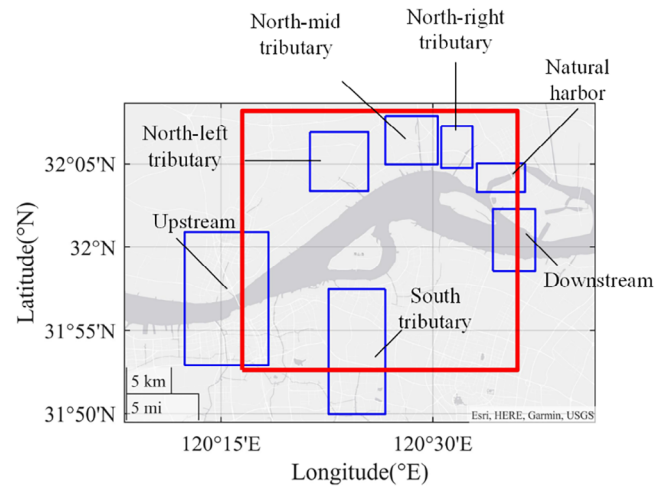 North-mid
tributary
North-right
tributary
Natural
harbor
North-left
tributary
Upstream
South
tributary
Downstream
Latitude(°N)
32°05'N
32°N
31°55'N
31°50'N
5 km
5 mi
Esri, HERE, Garmin, USGS
120°15'E
120°30'E
Longitude(°E)